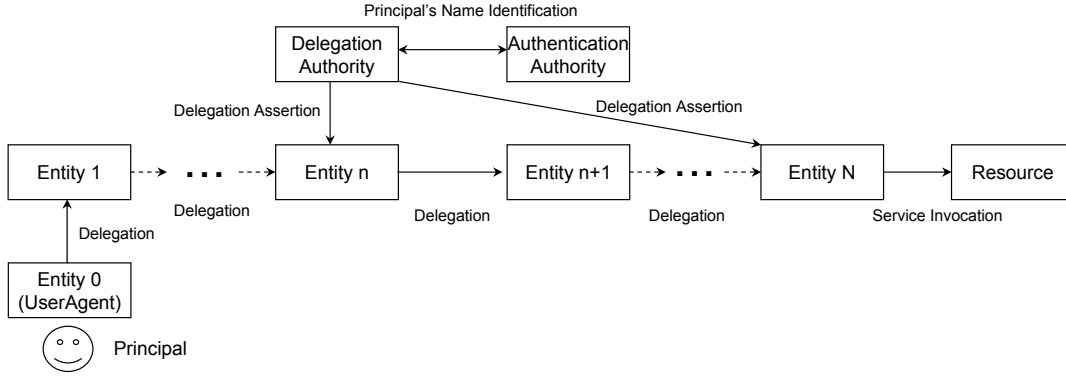 Principal's Name Identification
Delegation
Authority
Authentication
Authority
Delegation Assertion
Delegation Assertion
Entity 1
. . .
Entity n
Entity n+1
. . .
Entity N
Resource
Delegation
Delegation
Delegation
Service Invocation
Delegation
Entity 0
(UserAgent)
Principal